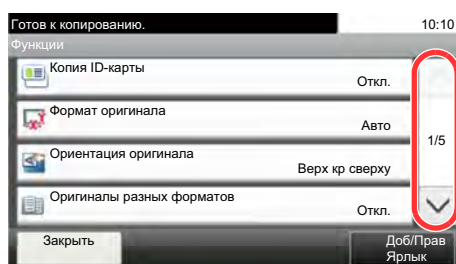 Готов к копированию.
10:10
Функции
Копия ID-карты
Откл.
Формат оригинала
Авто
1/5
Ориентация оригинала
Верх кр сверху
Оригиналы разных форматов
Откл.
Закрыть
Доб/Прав
Ярлык